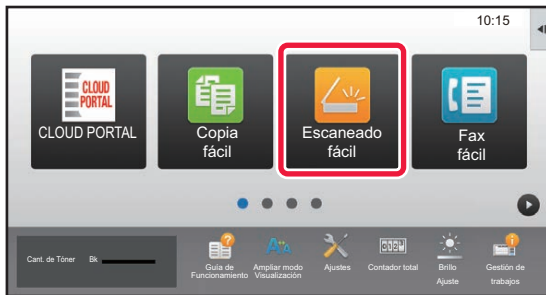 10:15
CLOUD
PORTAL
CLOUD PORTAL
Copia
fácil
Escaneado
fácil
Fax
fácil
Cant. de Tóner Bk
Guía de
Funcionamiento
Ampliar modo
Visualización
Ajustes
Contador total
Brillo
Ajuste
Gestión de
trabajos